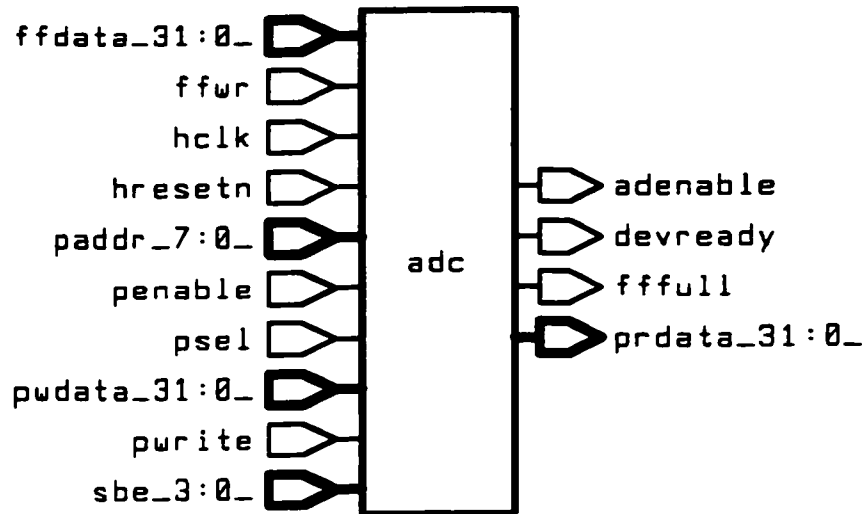 ffdata_31:0_
ffwr
hclk
hresetn
paddr_7:0_
penable
psel
pwdata_31:0_
pwrite
sbe_3:0_
adc
adenable
devready
fffull
prdata_31:0_